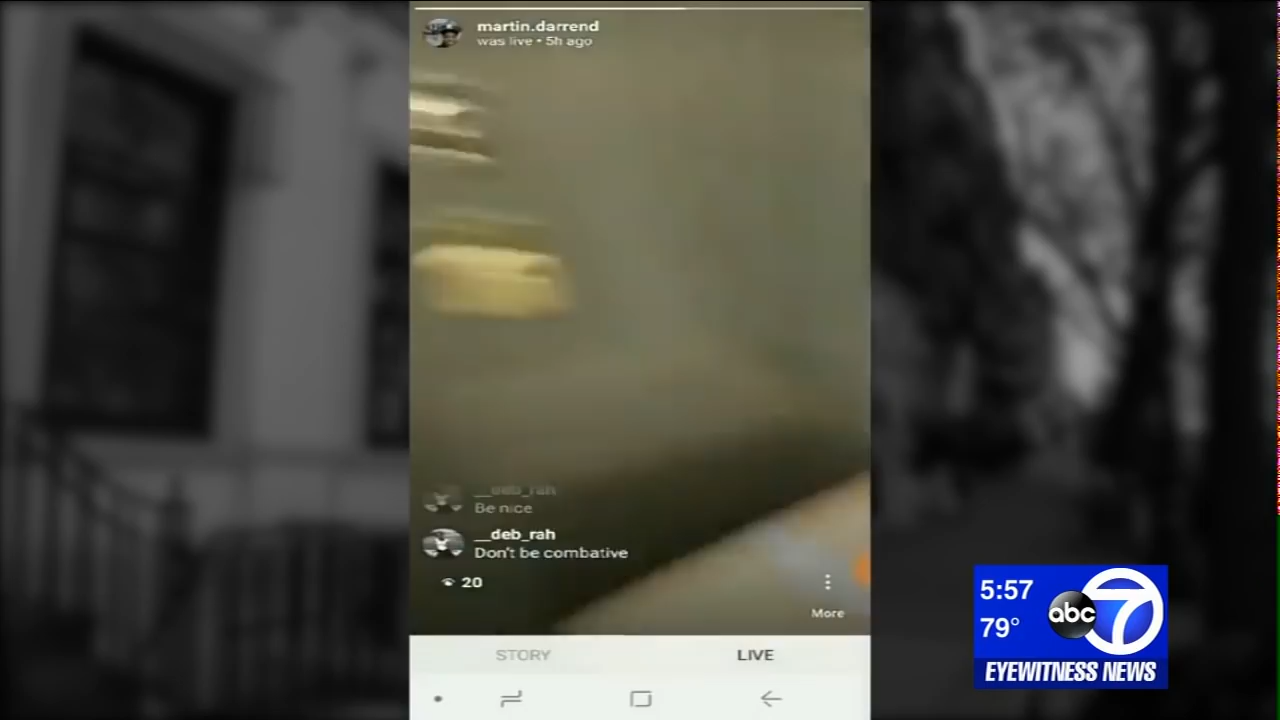 martin.darrend
was live • 5h ago
__deb_rah
Be nice
__deb_rah
Don't be combative
20
More
STORY
LIVE
5:57
79°
abc
7
EYEWITNESS NEWS